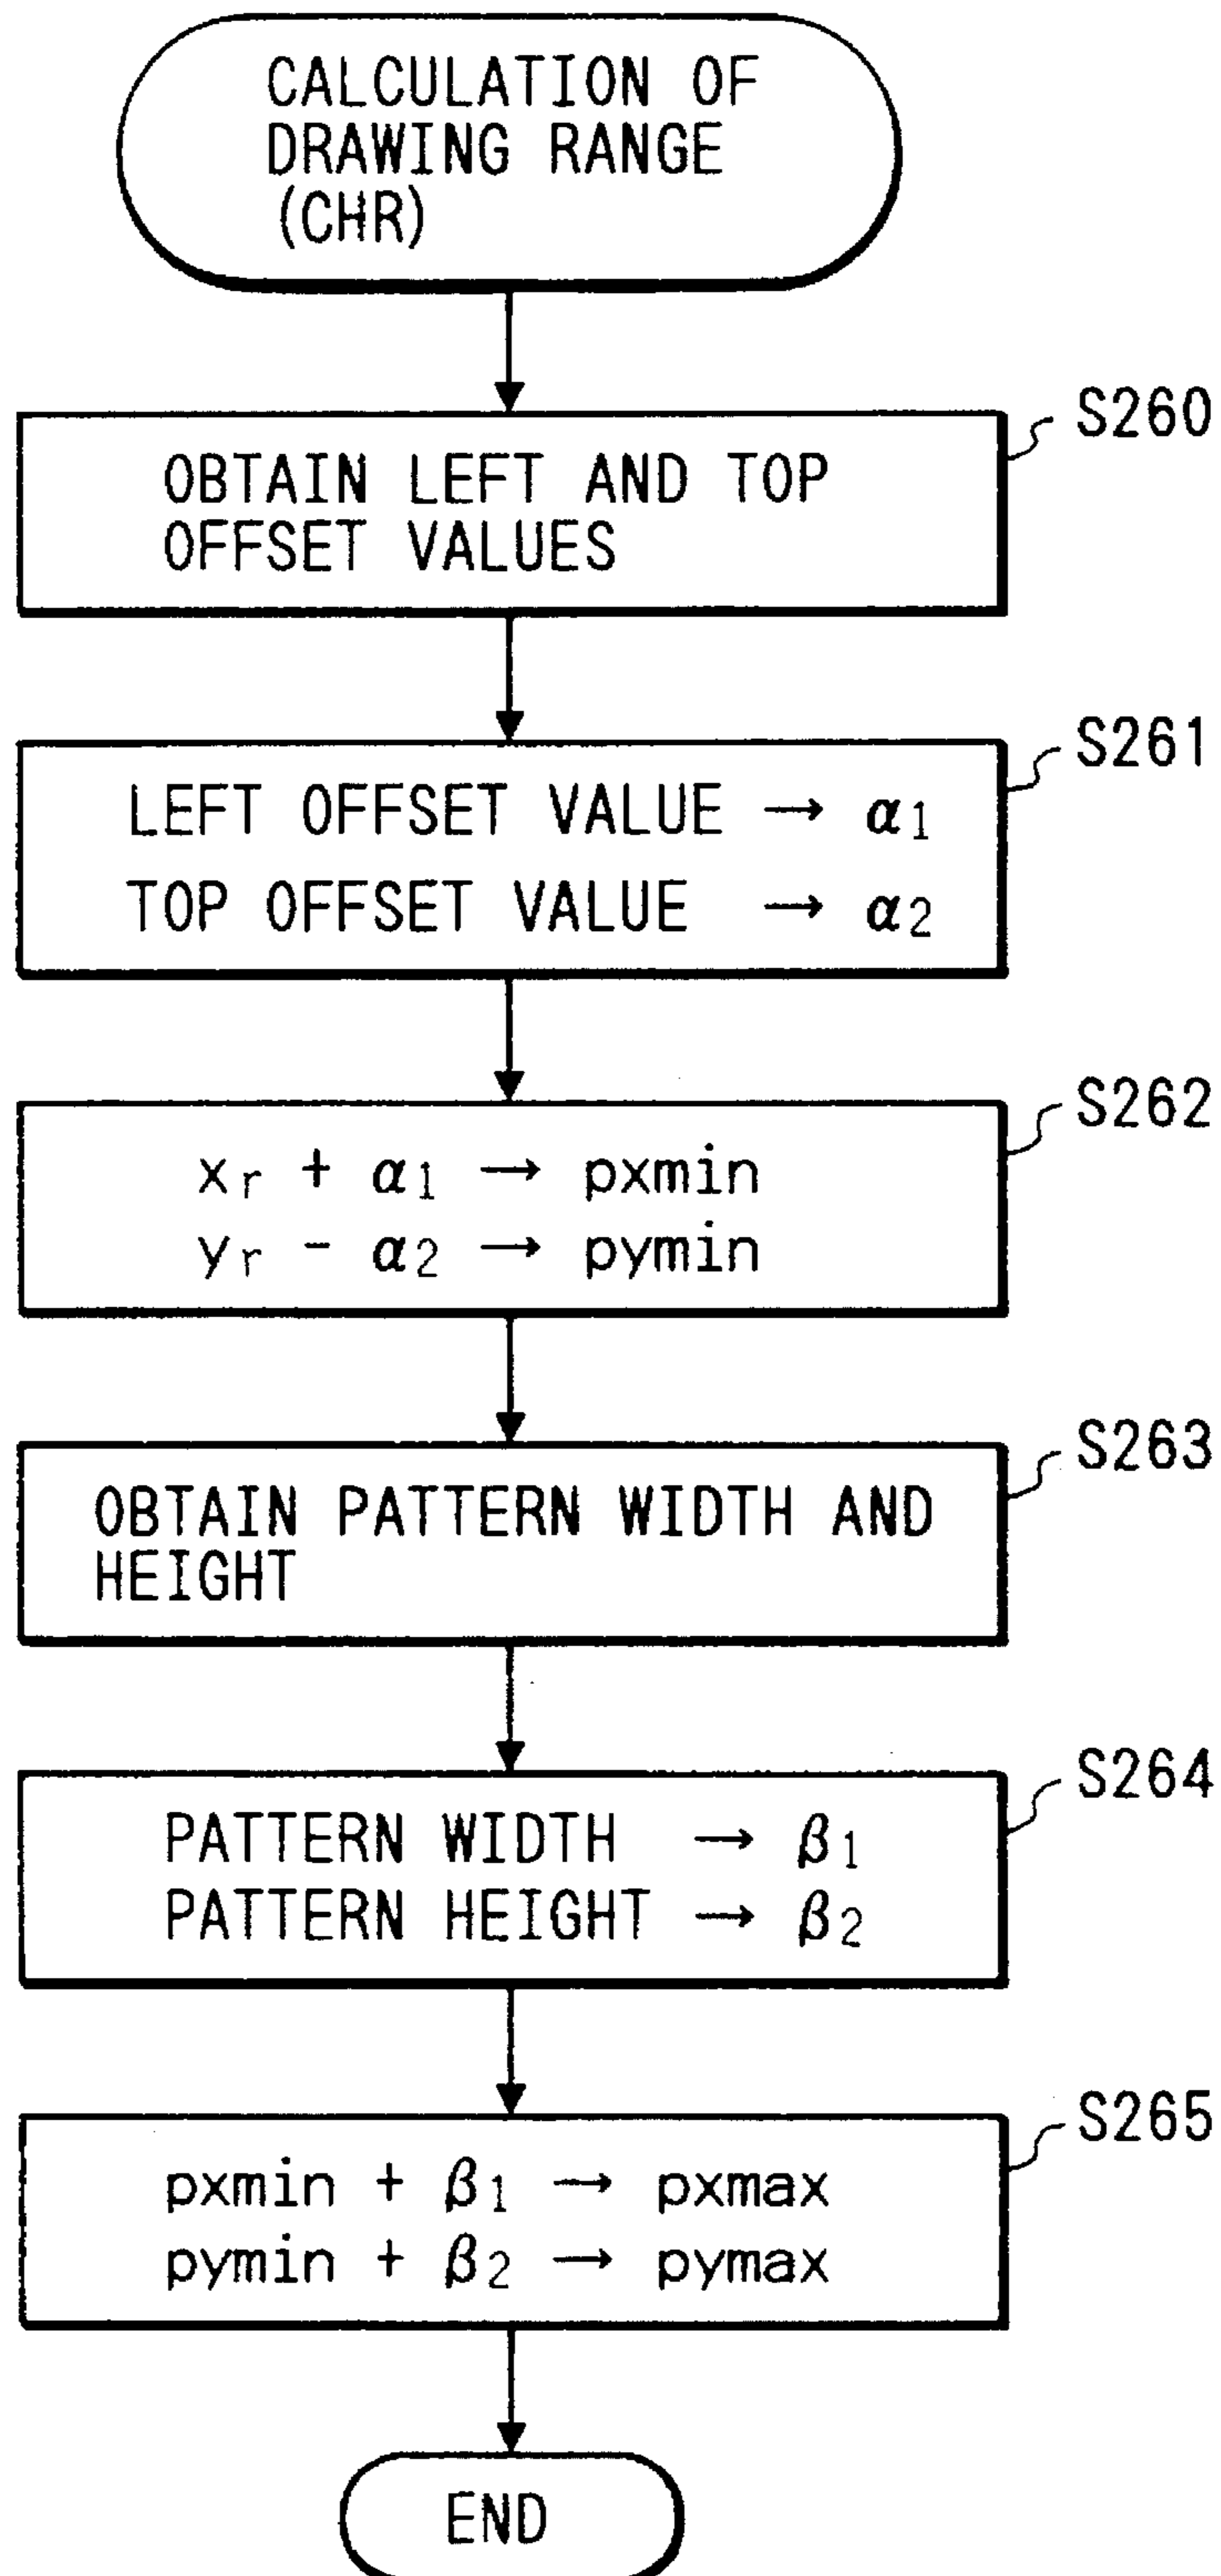 CALCULATION OF
DRAWING RANGE
(CHR)
S260
OBTAIN LEFT AND TOP
OFFSET VALUES
S261
LEFT OFFSET VALUE → α1
TOP OFFSET VALUE → α2
S262
xr + α1 → pxmin
yr - α2 → pymin
S263
OBTAIN PATTERN WIDTH AND
HEIGHT
S264
PATTERN WIDTH → β1
PATTERN HEIGHT → β2
S265
pxmin + β1 → pxmax
pymin + β2 → pymax
END